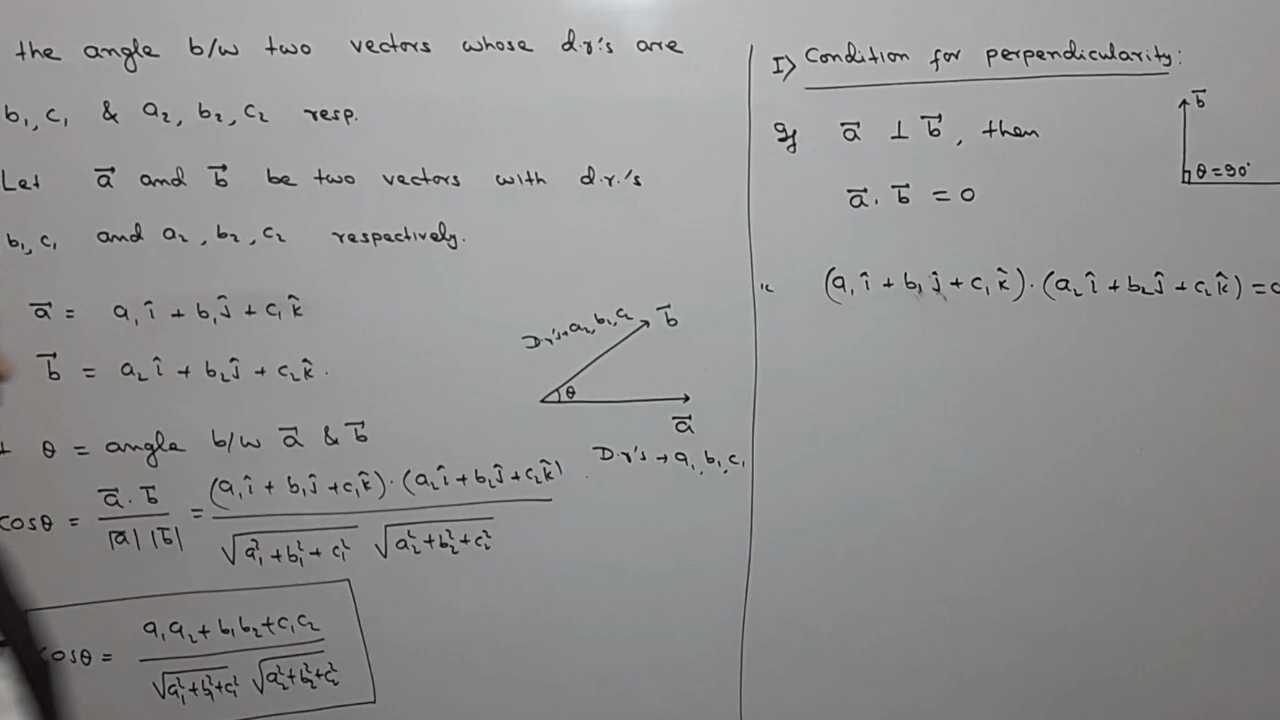 the angle b/w two vectors whose d.r.'s are
b₁, c₁ & a₂, b₂, c₂ resp.
Let a⃗ and b⃗ be two vectors with d.r.'s
b₁, c₁ and a₂, b₂, c₂ respectively.
a⃗ = a₁î + b₁ĵ + c₁k̂
b⃗ = a₂î + b₂ĵ + c₂k̂.
θ = angle b/w a⃗ & b⃗
cosθ = a⃗ . b⃗ / |a⃗| |b⃗| = (a₁î + b₁ĵ + c₁k̂) . (a₂î + b₂ĵ + c₂k̂) / √(a₁² + b₁² + c₁²) √(a₂² + b₂² + c₂²)
cosθ = a₁a₂ + b₁b₂ + c₁c₂ / √(a₁² + b₁² + c₁²) √(a₂² + b₂² + c₂²)
D.r's → a₂, b₂, c₂
b⃗
θ
a⃗
D.r's → a₁, b₁, c₁
I) Condition for perpendicularity:
If a⃗ ⊥ b⃗, then
a⃗ . b⃗ = 0
(a₁î + b₁ĵ + c₁k̂) . (a₂î + b₂ĵ + c₂k̂) =
b⃗
θ = 90°